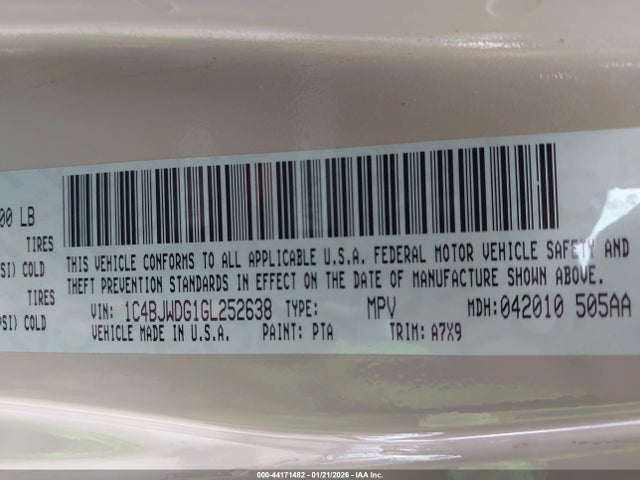 00 LB
TIRES
SI) COLD
TIRES
PSI) COLD
THIS VEHICLE CONFORMS TO ALL APPLICABLE U.S.A. FEDERAL MOTOR VEHICLE SAFETY AND
THEFT PREVENTION STANDARDS IN EFFECT ON THE DATE OF MANUFACTURE SHOWN ABOVE.
VIN: 1C4BJWDG1GL252638 TYPE: MPV MDH:042010 505AA
VEHICLE MADE IN U.S.A. PAINT: PTA TRIM: A7X9
000-44171482 - 01/21/2026 - IAA Inc.